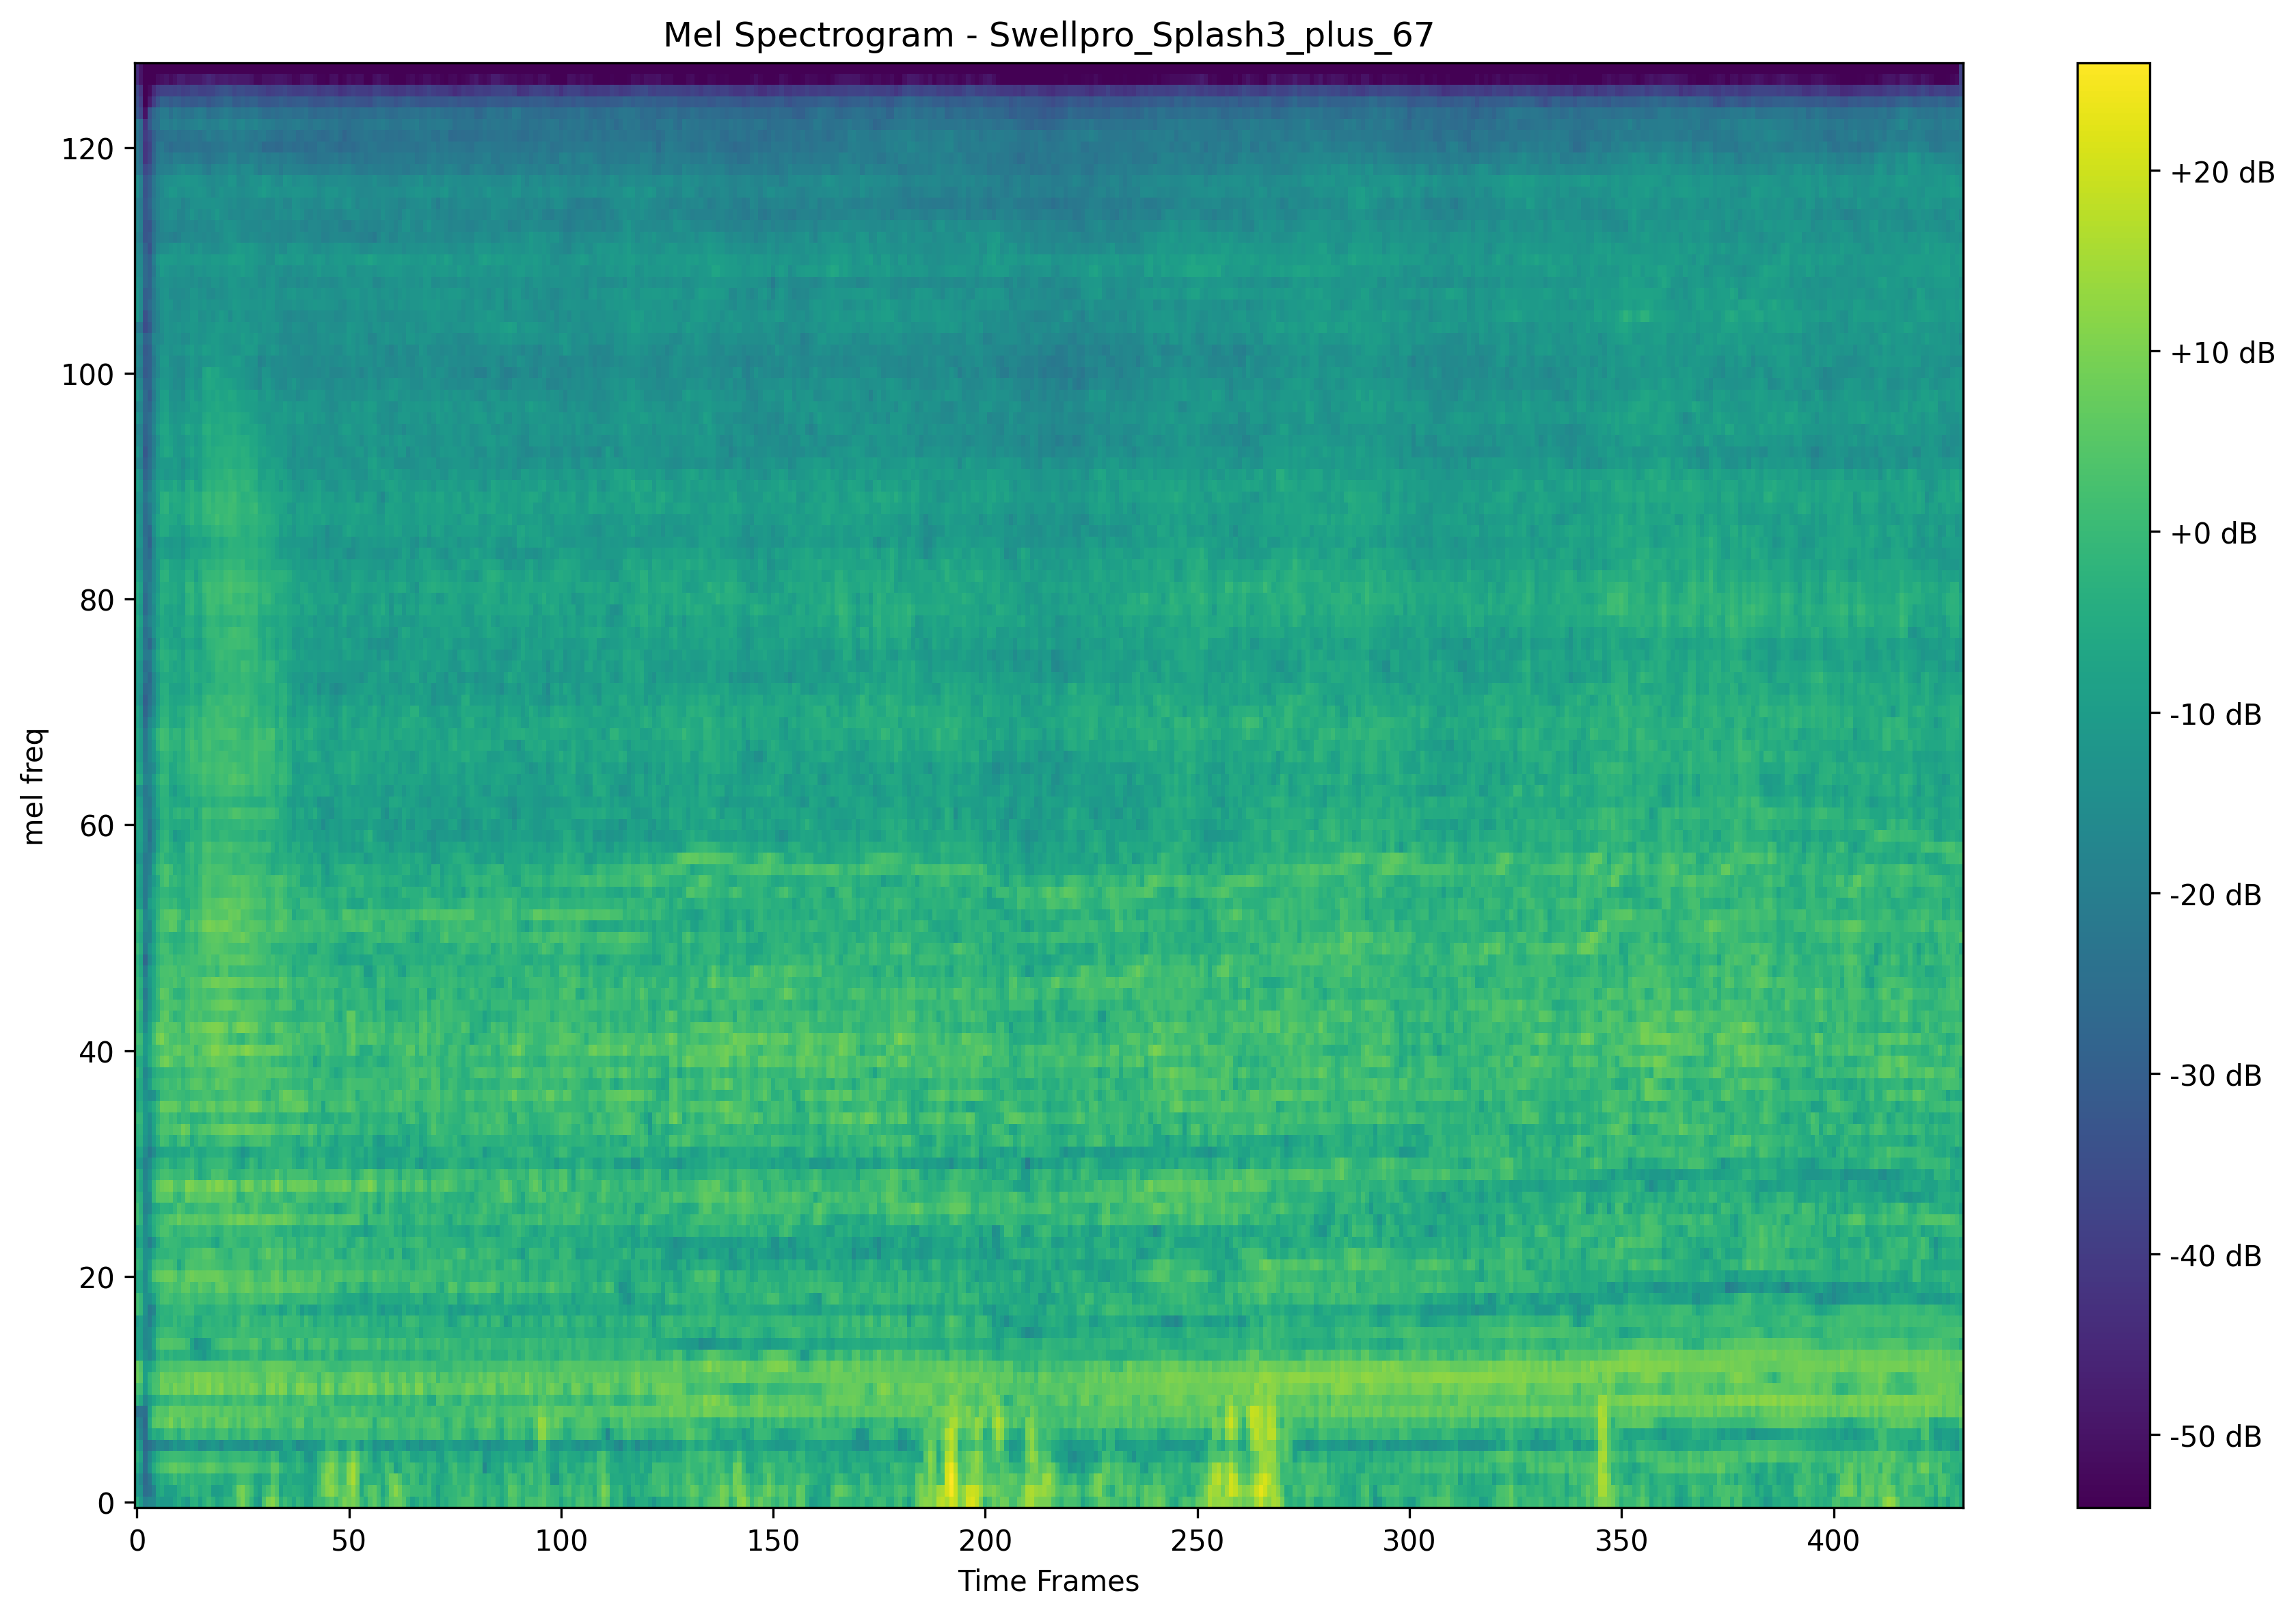 Mel Spectrogram - Swellpro_Splash3_plus_67
mel freq
120
100
80
60
40
20
0
0 50 100 150 200 250 300 350 400
Time Frames
+20 dB
+10 dB
+0 dB
-10 dB
-20 dB
-30 dB
-40 dB
-50 dB